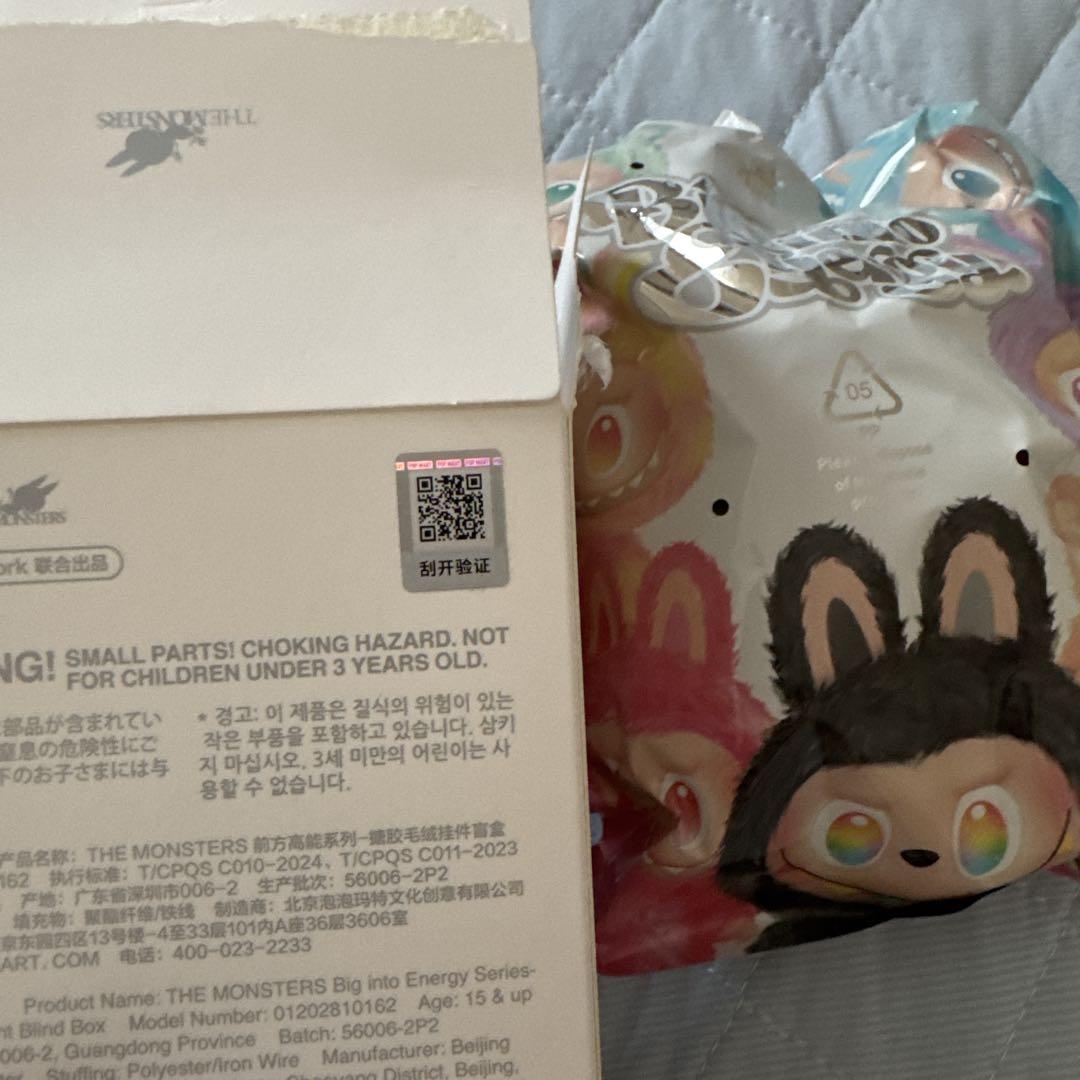 THE MONSTERS
MONSTERS
ork 联合出品
POP MART POP MART POP MART
刮开验证
NG! SMALL PARTS! CHOKING HAZARD. NOT
FOR CHILDREN UNDER 3 YEARS OLD.
部品が含まれてい
窒息の危険性にご
下のお子さまには与
* 경고: 이 제품은 질식의 위험이 있는
작은 부품을 포함하고 있습니다. 삼키
지 마십시오. 3세 미만의 어린이는 사
용할 수 없습니다.
产品名称: THE MONSTERS 前方高能系列-搪胶毛绒挂件盲盒
162 执行标准: T/CPQS C010-2024、T/CPQS C011-2023
产地: 广东省深圳市006-2 生产批次: 56006-2P2
填充物: 聚酯纤维/铁线 制造商: 北京泡泡玛特文化创意有限公司
京东园四区13号楼-4至33层101内A座36层3606室
ART. COM 电话: 400-023-2233
Product Name: THE MONSTERS Big into Energy Series-
nt Blind Box Model Number: 01202810162 Age: 15 & up
006-2, Guangdong Province Batch: 56006-2P2
Stuffing: Polyester/Iron Wire Manufacturer: Beijing
Chaoyang District, Beijing,
05